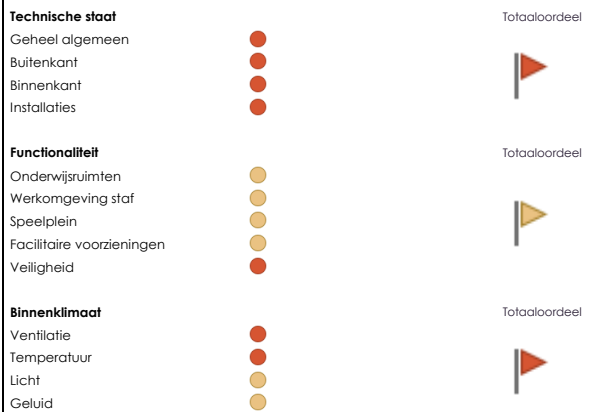 Technische staat Totaaloordeel
Geheel algemeen
Buitenkant
Binnenkant
Installaties
Functionaliteit Totaaloordeel
Onderwijsruimten
Werkomgeving staf
Speelplein
Facilitaire voorzieningen
Veiligheid
Binnenklimaat Totaaloordeel
Ventilatie
Temperatuur
Licht
Geluid